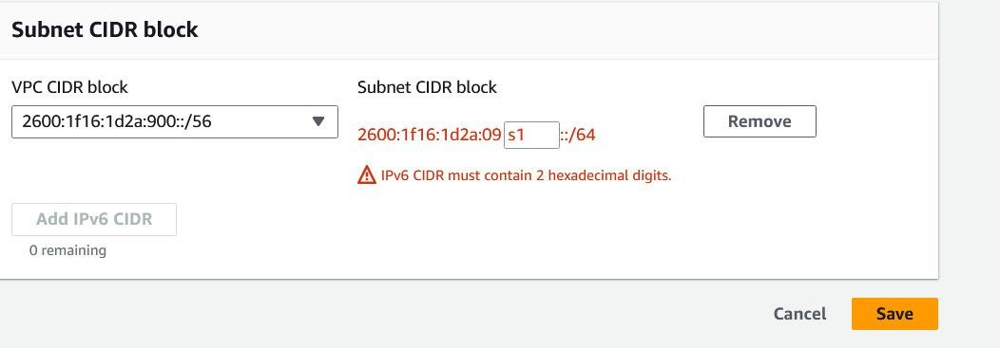 Subnet CIDR block
VPC CIDR block
Subnet CIDR block
2600:1f16:1d2a:900::/56
2600:1f16:1d2a:09 s1 ::/64
Remove
IPv6 CIDR must contain 2 hexadecimal digits.
Add IPv6 CIDR
0 remaining
Cancel
Save